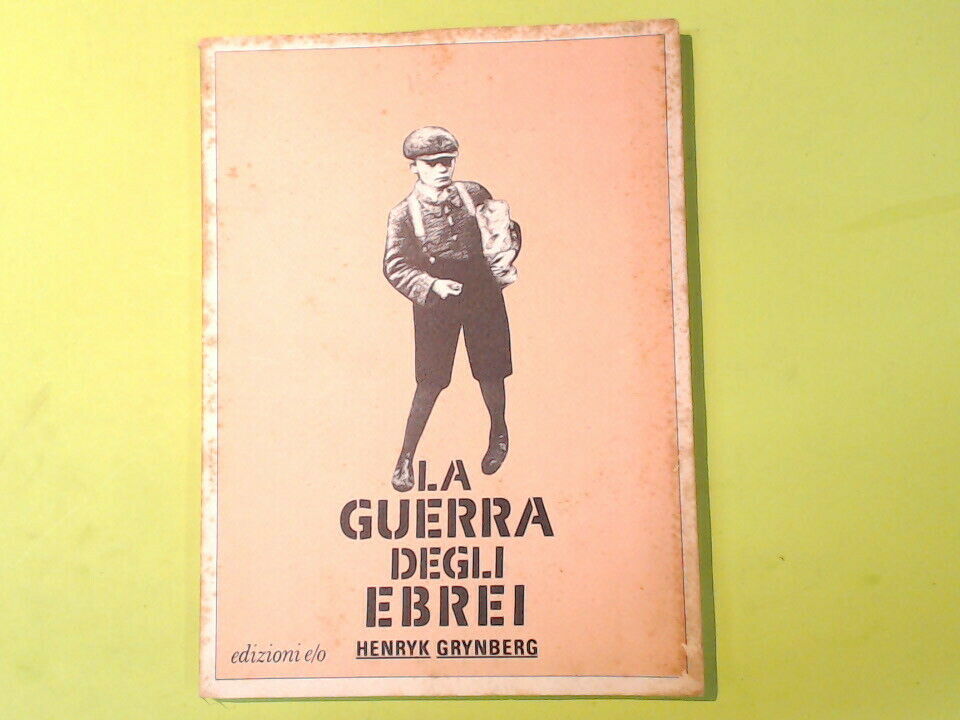 LA
GUERRA
DEGLI
EBREI
edizioni e/o
HENRYK GRYNBERG